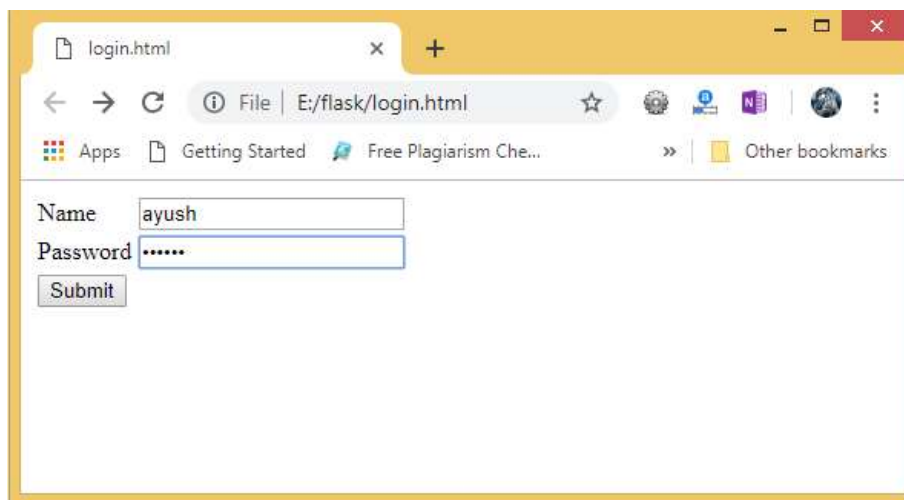 login.html
File | E:/flask/login.html
Apps Getting Started Free Plagiarism Che... » Other bookmarks
Name ayush
Password ••••••
Submit